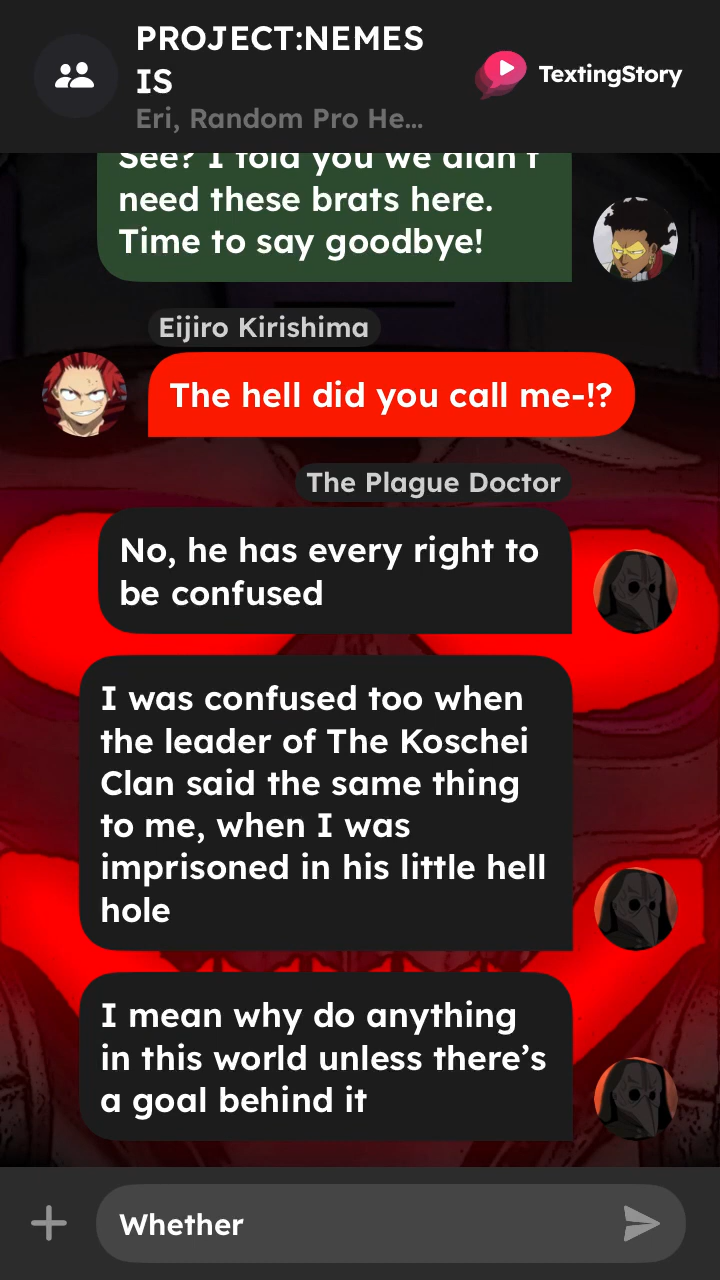 PROJECT:NEMES
IS
Eri, Random Pro He...
TextingStory
See? I told you we didn't
need these brats here.
Time to say goodbye!
Eijiro Kirishima
The hell did you call me-!?
The Plague Doctor
No, he has every right to
be confused
I was confused too when
the leader of The Koschei
Clan said the same thing
to me, when I was
imprisoned in his little hell
hole
I mean why do anything
in this world unless there’s
a goal behind it
Whether